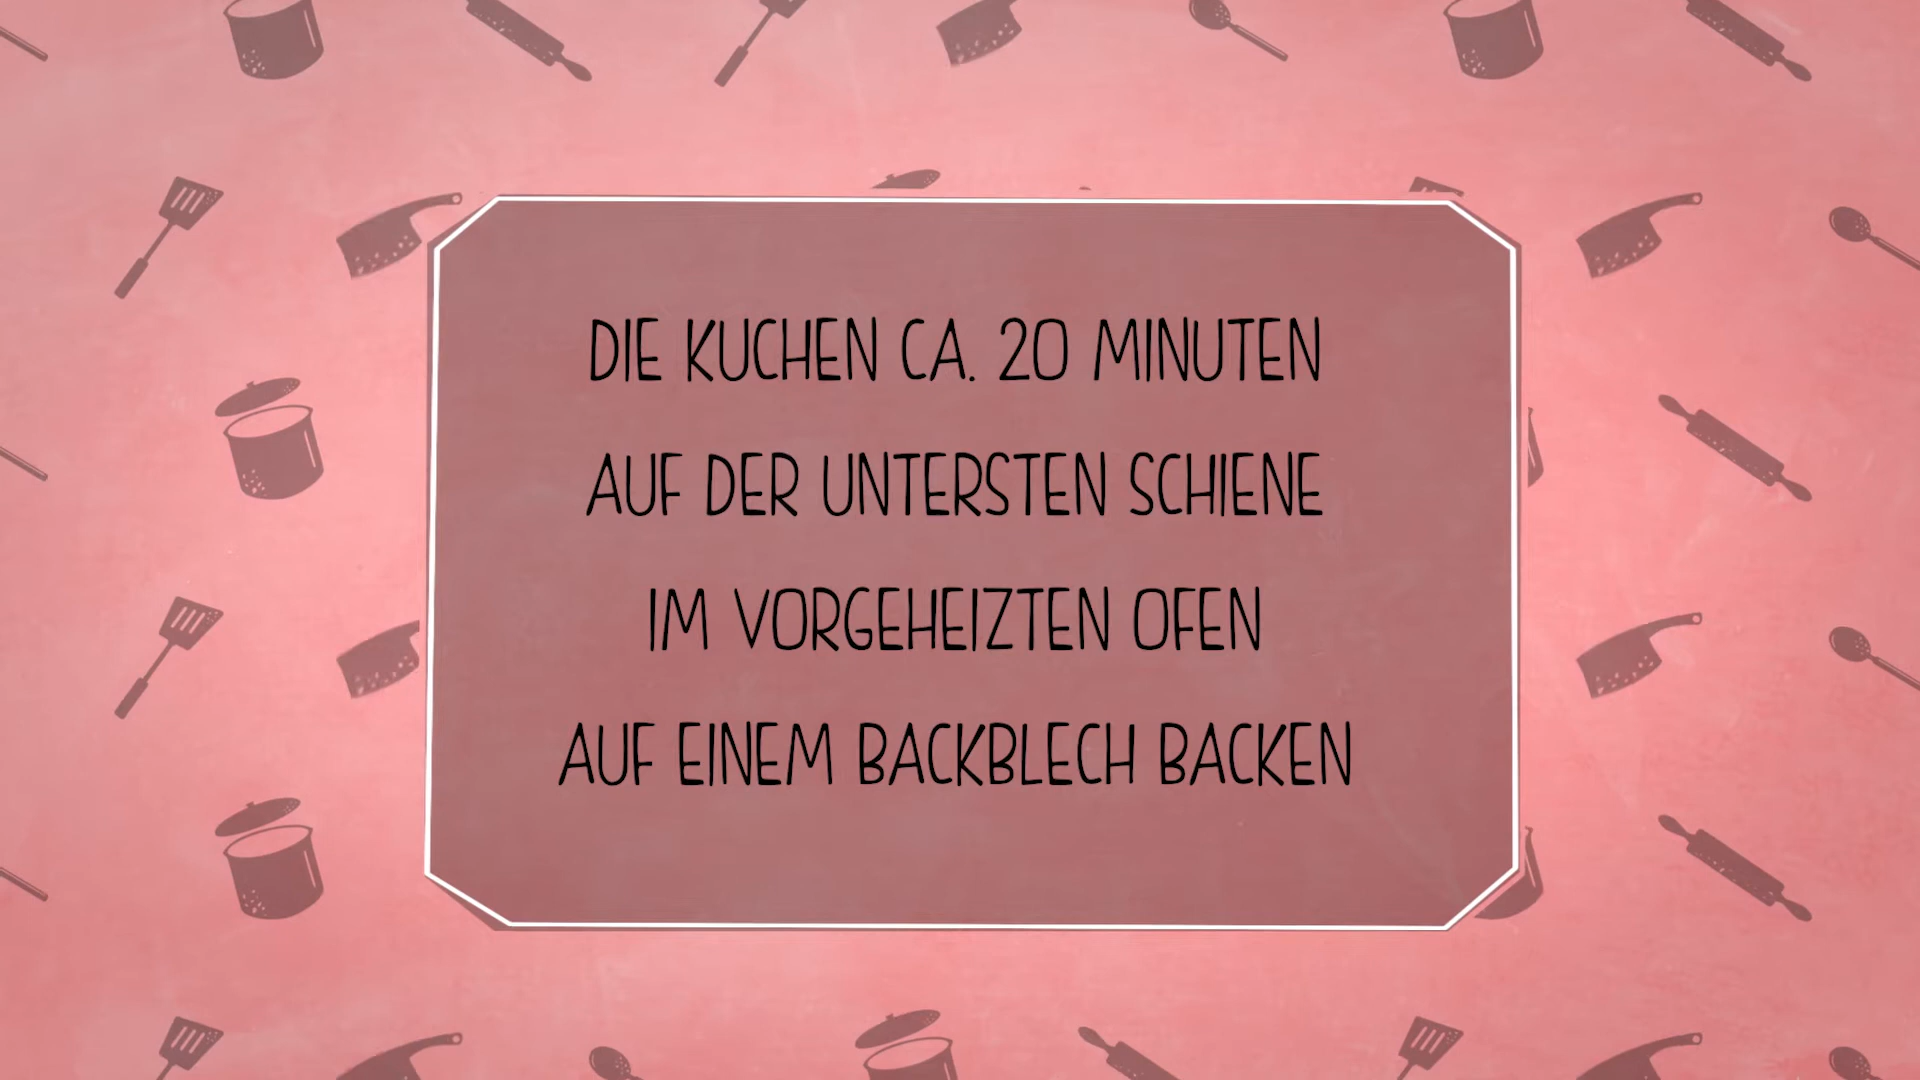 DIE KUCHEN CA. 20 MINUTEN
AUF DER UNTERSTEN SCHIENE
IM VORGEHEIZTEN OFEN
AUF EINEM BACKBLECH BACKEN